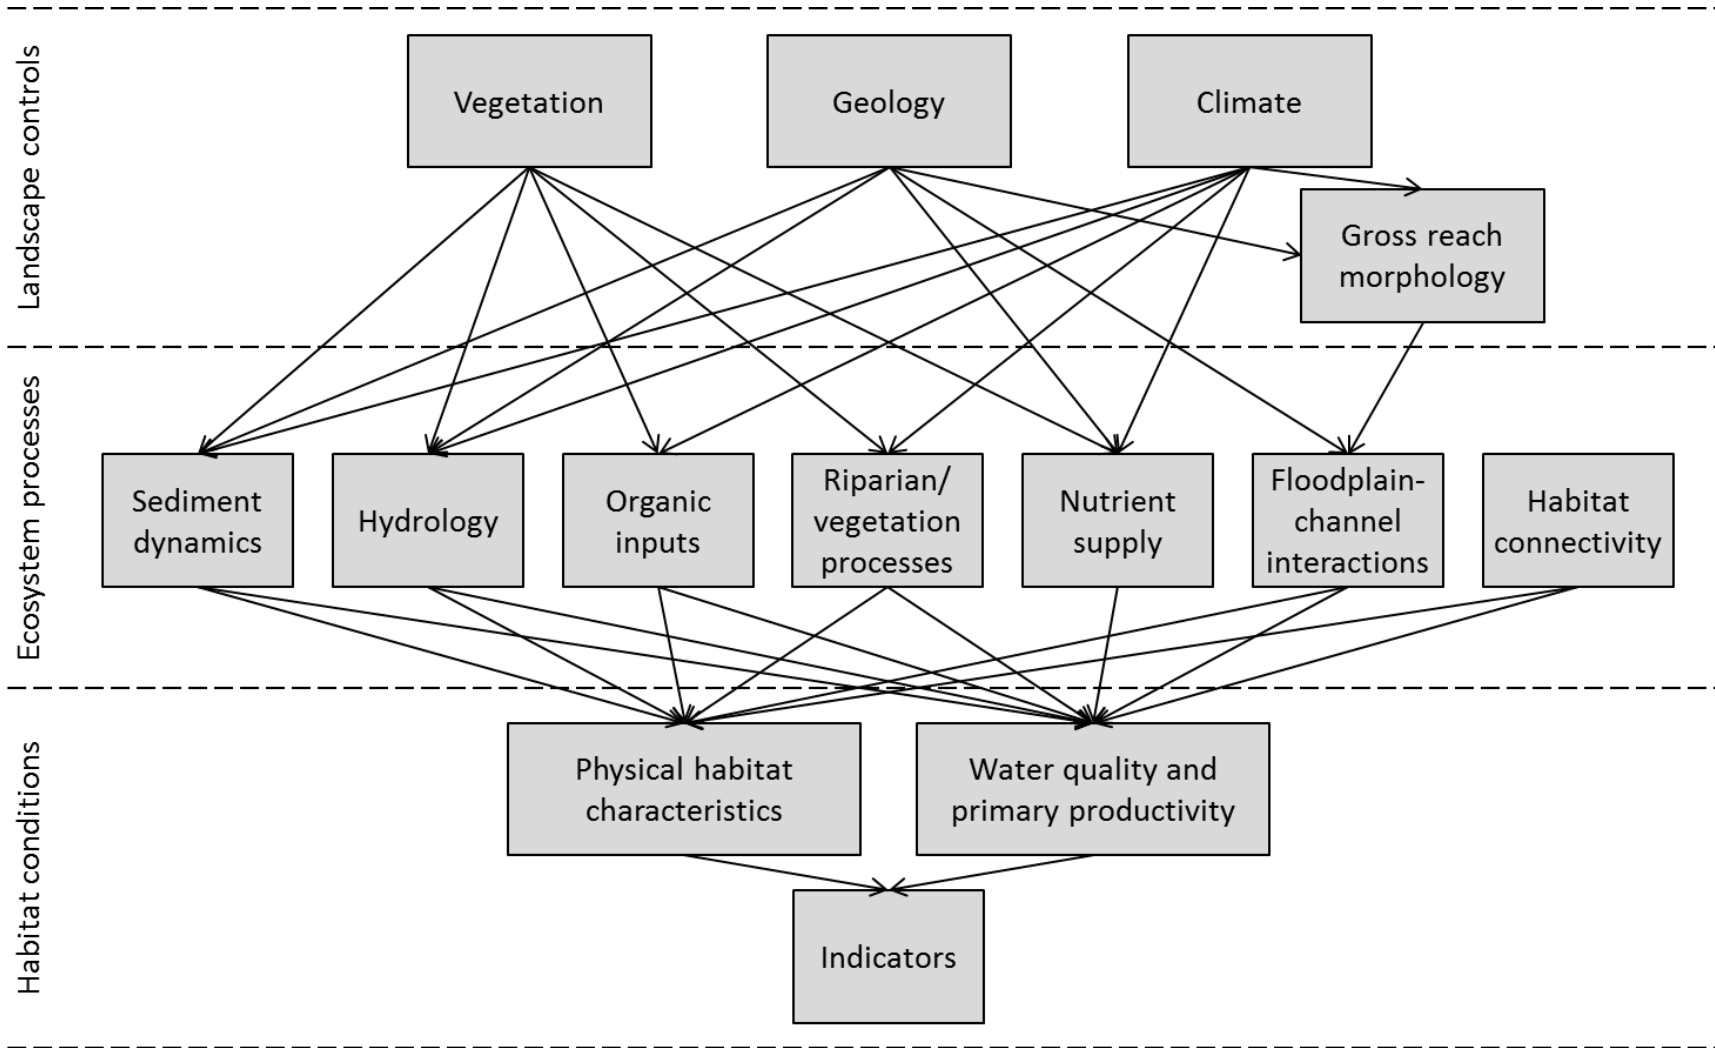 Landscape controls
Vegetation
Geology
Climate
Gross reach
morphology
Ecosystem processes
Sediment
dynamics
Hydrology
Organic
inputs
Riparian/
vegetation
processes
Nutrient
supply
Floodplain-
channel
interactions
Habitat
connectivity
Habitat conditions
Physical habitat
characteristics
Water quality and
primary productivity
Indicators